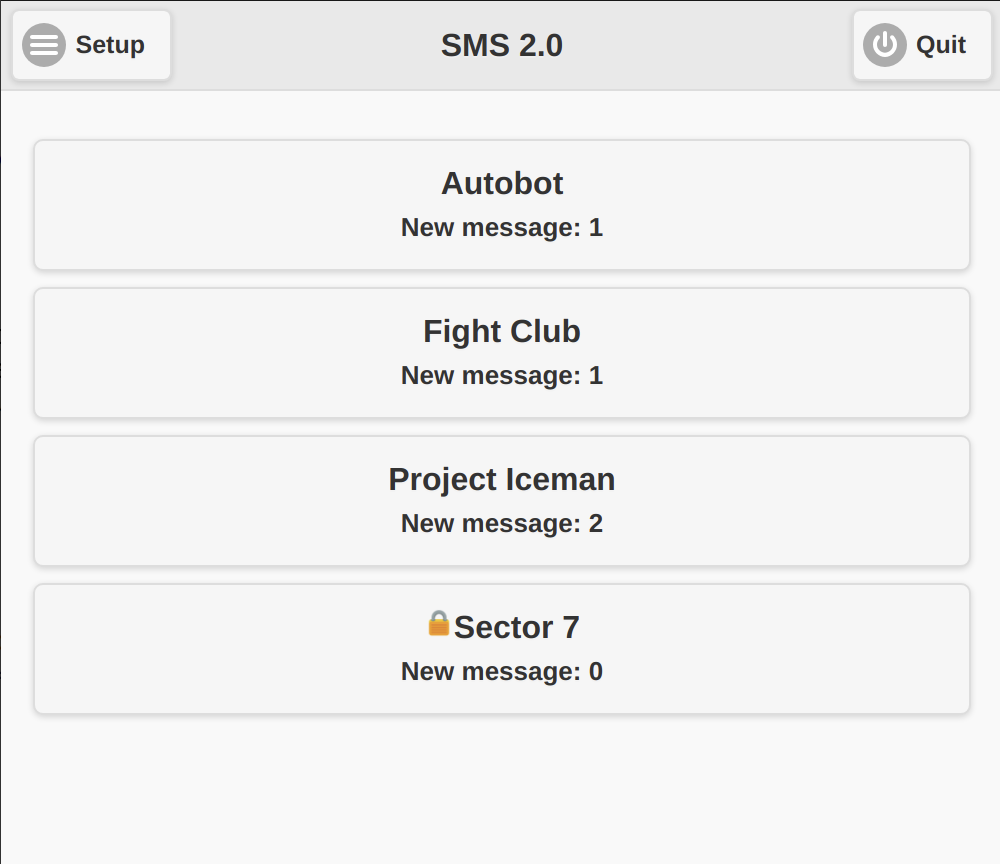 Setup
SMS 2.0
Quit
Autobot
New message: 1
Fight Club
New message: 1
Project Iceman
New message: 2
Sector 7
New message: 0